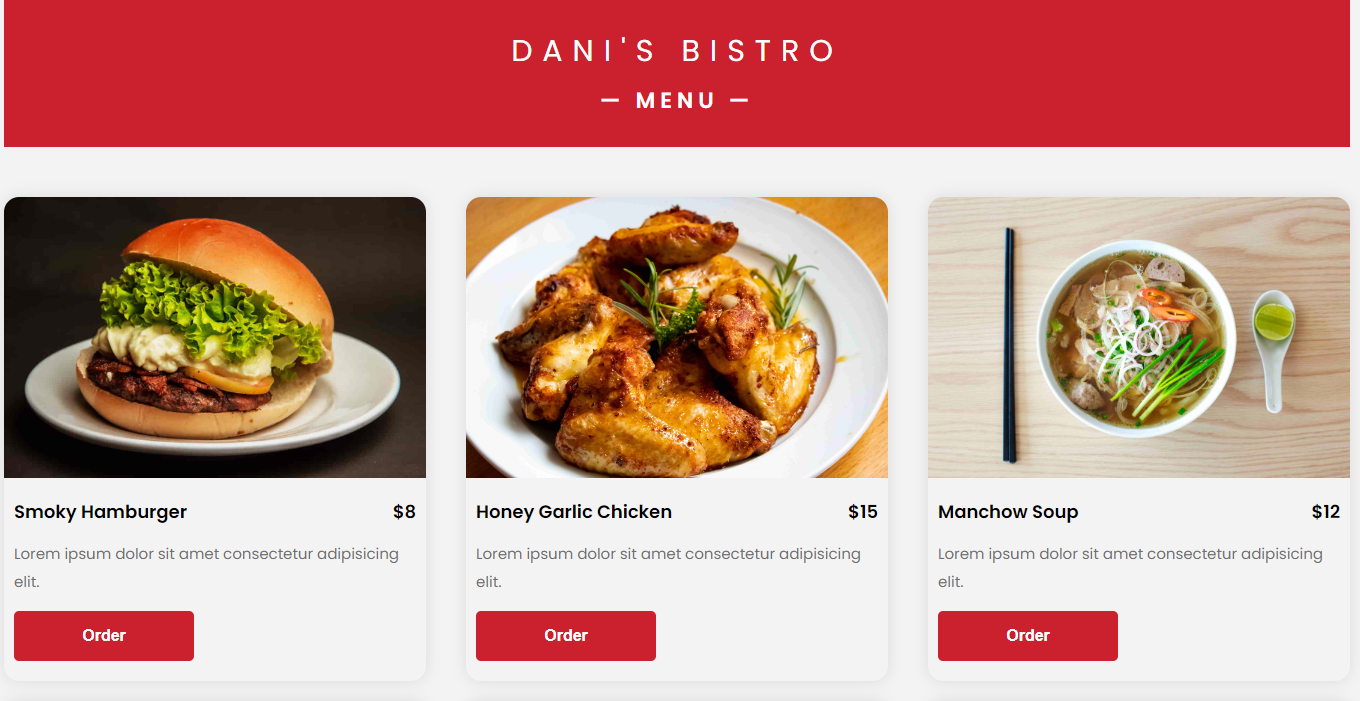 DANI'S BISTRO
— MENU —
Smoky Hamburger $8
Lorem ipsum dolor sit amet consectetur adipisicing
elit.
Order
Honey Garlic Chicken $15
Lorem ipsum dolor sit amet consectetur adipisicing
elit.
Order
Manchow Soup $12
Lorem ipsum dolor sit amet consectetur adipisicing
elit.
Order